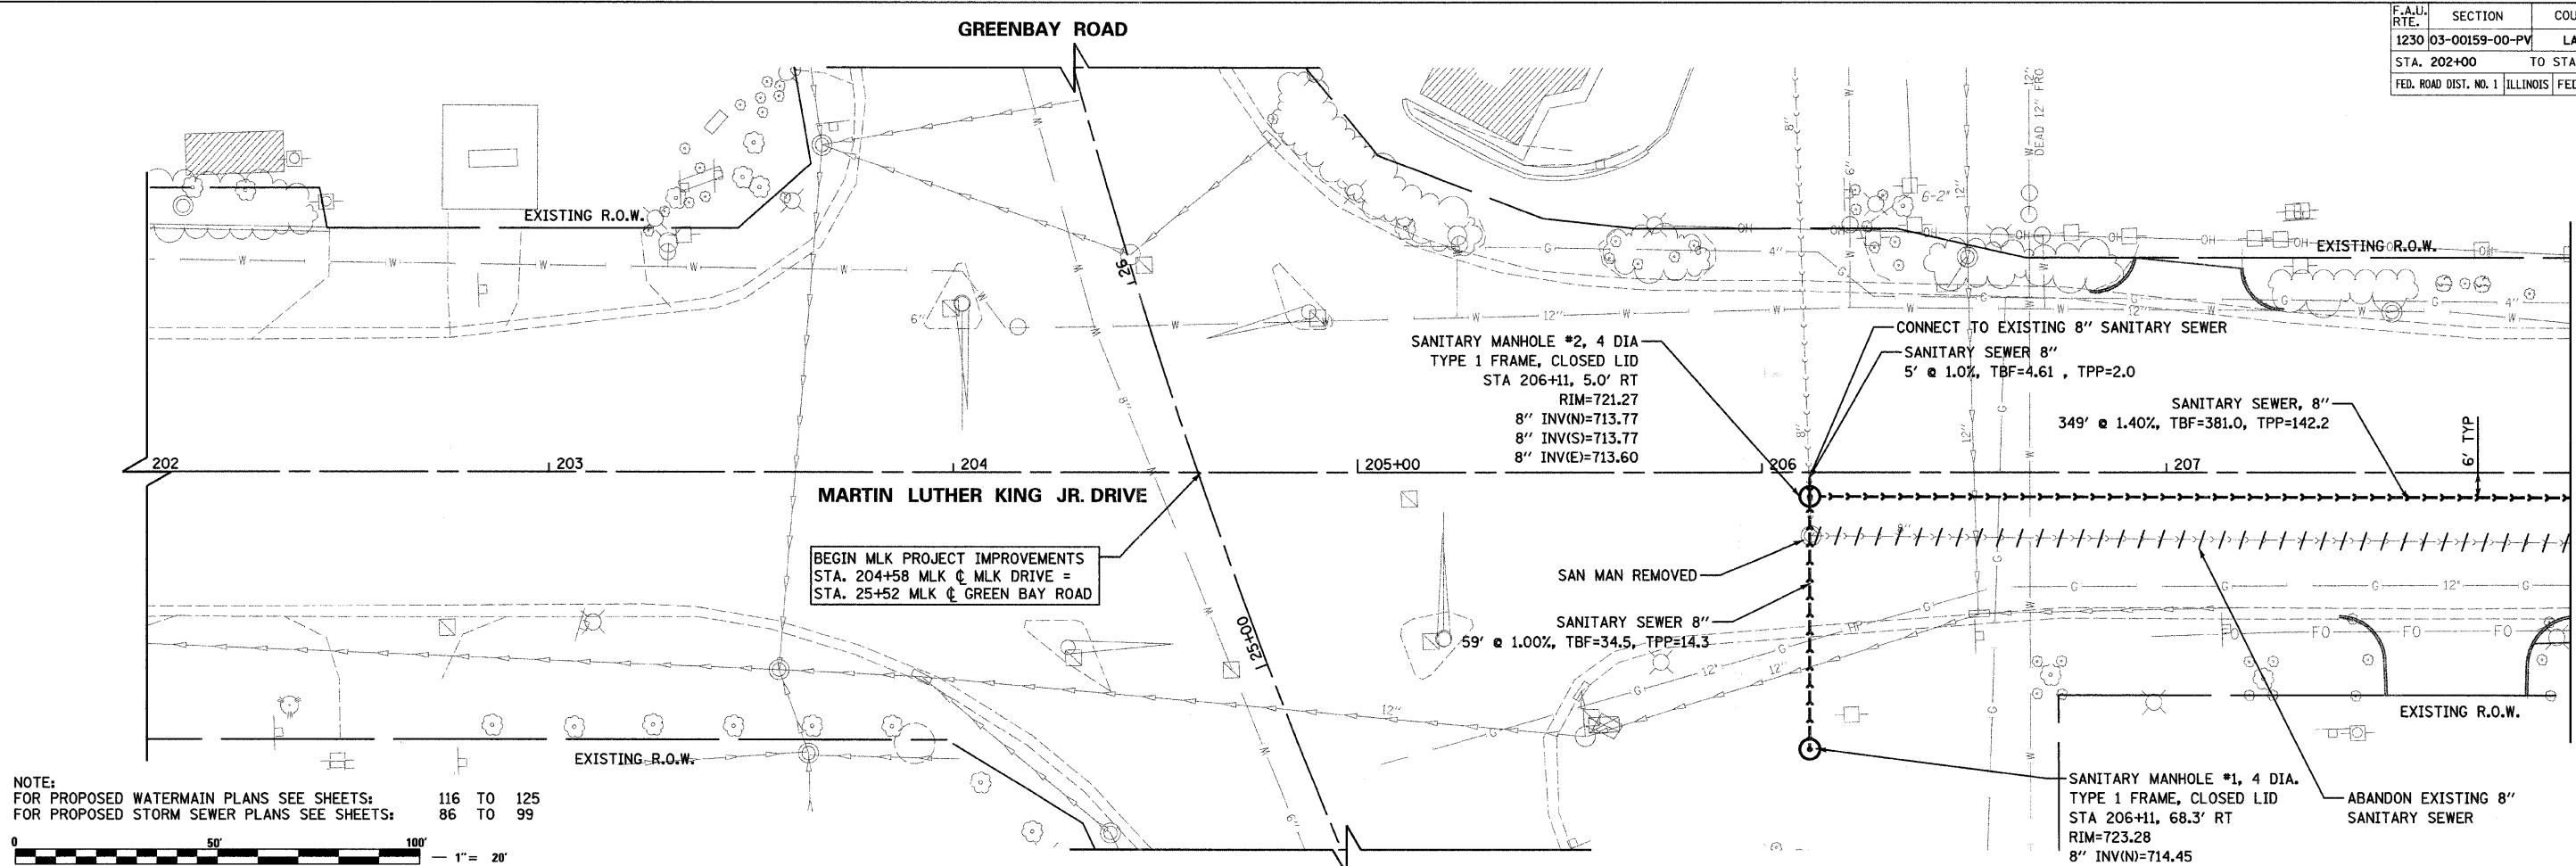 GREENBAY ROAD
F.A.U. RTE. SECTION COU
1230 03-00159-00-PV LA
STA. 202+00 TO STA
FED. ROAD DIST. NO. 1 ILLINOIS FED
DEAD 12" FRO
EXISTING R.O.W.
6-2"
EXISTING R.O.W.
26
SANITARY MANHOLE #2, 4 DIA
TYPE 1 FRAME, CLOSED LID
STA 206+11, 5.0' RT
RIM=721.27
8" INV(N)=713.77
8" INV(S)=713.77
8" INV(E)=713.60
CONNECT TO EXISTING 8" SANITARY SEWER
SANITARY SEWER 8"
5' @ 1.0%, TBF=4.61 , TPP=2.0
SANITARY SEWER, 8"
349' @ 1.40%, TBF=381.0, TPP=142.2
6' TYP
202 203 204 205+00 206 207
MARTIN LUTHER KING JR. DRIVE
BEGIN MLK PROJECT IMPROVEMENTS
STA. 204+58 MLK ℄ MLK DRIVE =
STA. 25+52 MLK ℄ GREEN BAY ROAD
SAN MAN REMOVED
SANITARY SEWER 8"
59' @ 1.00%, TBF=34.5, TPP=14.3
25+00
EXISTING R.O.W.
EXISTING R.O.W.
SANITARY MANHOLE #1, 4 DIA.
TYPE 1 FRAME, CLOSED LID
STA 206+11, 68.3' RT
RIM=723.28
8" INV(N)=714.45
ABANDON EXISTING 8"
SANITARY SEWER
NOTE:
FOR PROPOSED WATERMAIN PLANS SEE SHEETS: 116 TO 125
FOR PROPOSED STORM SEWER PLANS SEE SHEETS: 86 TO 99
0 50' 100'
1"= 20'